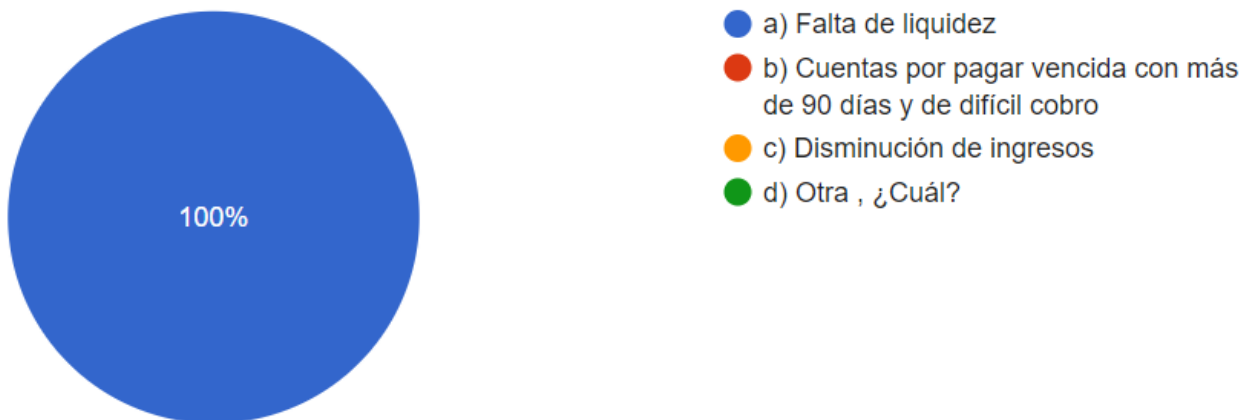 a) Falta de liquidez
b) Cuentas por pagar vencida con más
de 90 días y de difícil cobro
c) Disminución de ingresos
d) Otra , ¿Cuál?
100%